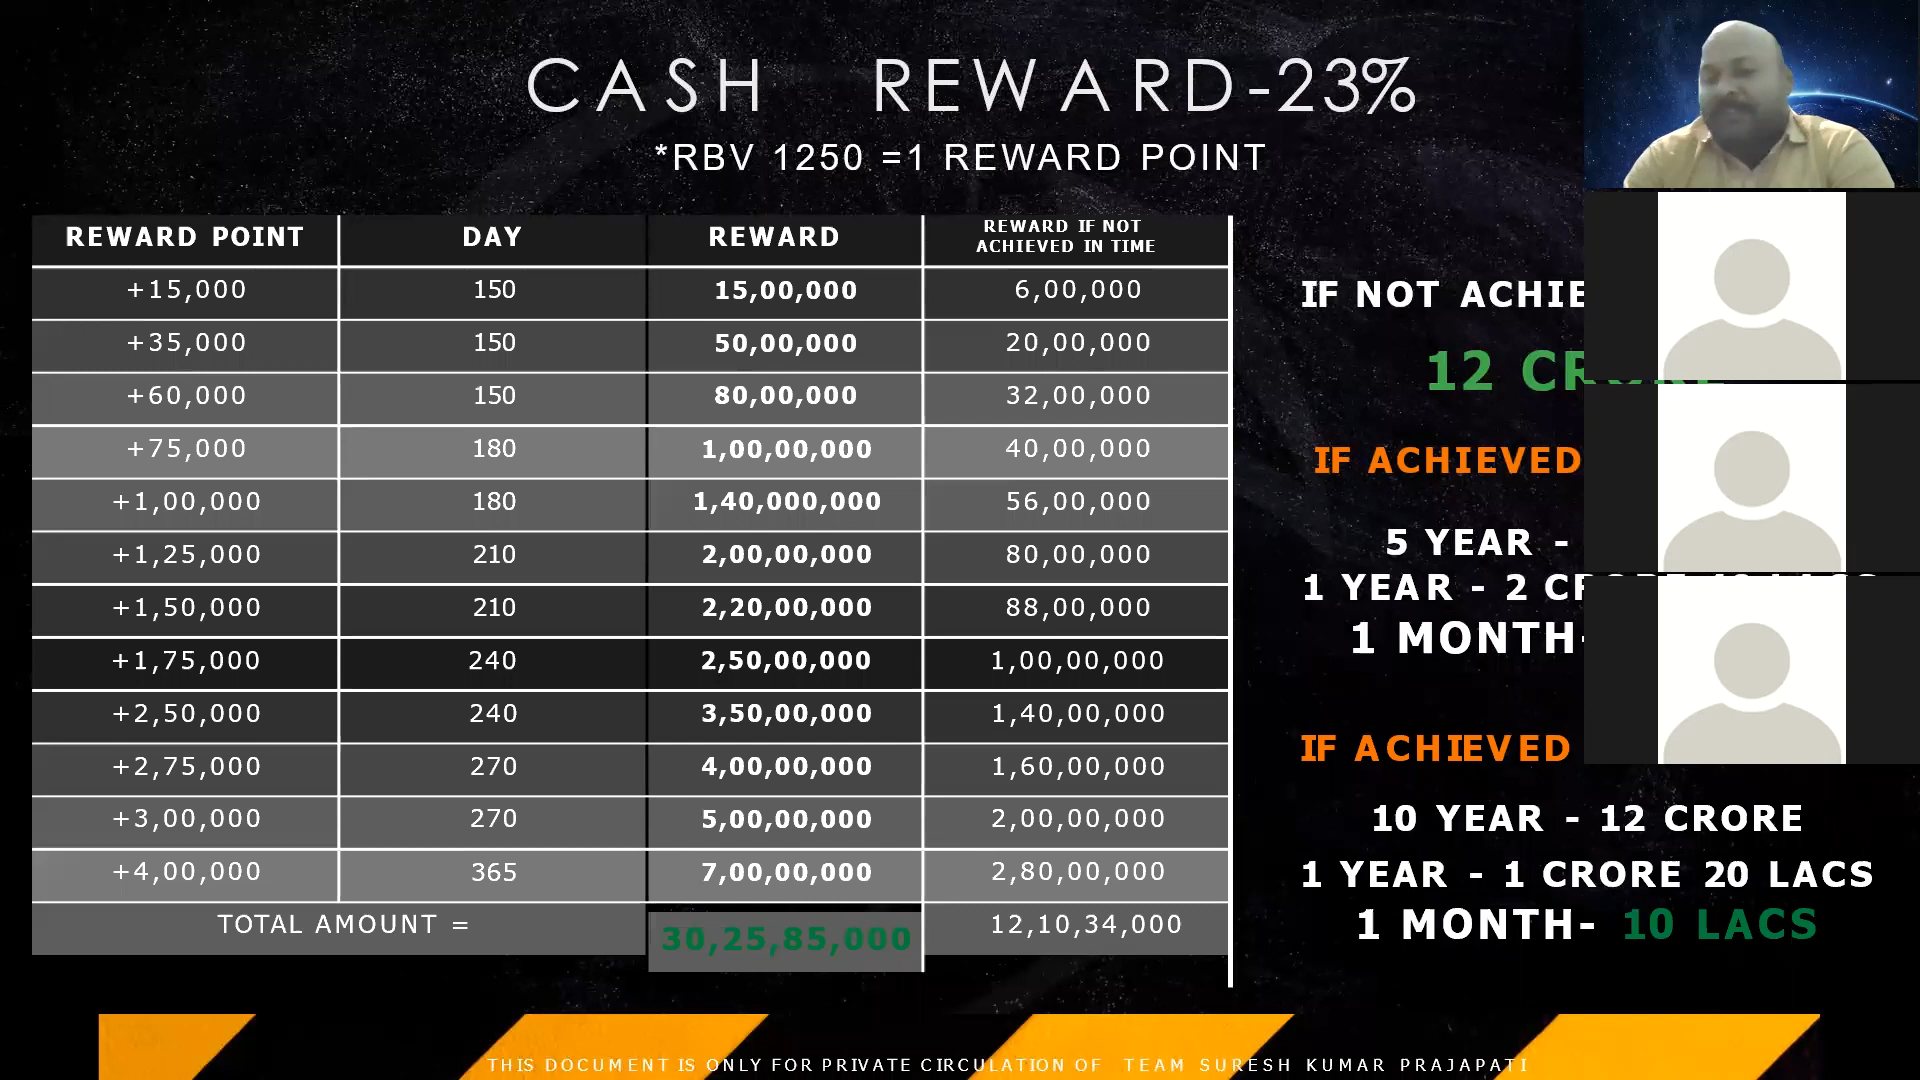 CASH REWARD-23%
*RBV 1250 =1 REWARD POINT
REWARD POINT DAY REWARD REWARD IF NOT ACHIEVED IN TIME
+15,000 150 15,00,000 6,00,000
+35,000 150 50,00,000 20,00,000
+60,000 150 80,00,000 32,00,000
+75,000 180 1,00,00,000 40,00,000
+1,00,000 180 1,40,000,000 56,00,000
+1,25,000 210 2,00,00,000 80,00,000
+1,50,000 210 2,20,00,000 88,00,000
+1,75,000 240 2,50,00,000 1,00,00,000
+2,50,000 240 3,50,00,000 1,40,00,000
+2,75,000 270 4,00,00,000 1,60,00,000
+3,00,000 270 5,00,00,000 2,00,00,000
+4,00,000 365 7,00,00,000 2,80,00,000
TOTAL AMOUNT = 30,25,85,000 12,10,34,000
IF NOT
12
IF ACHIEVED
5 YEAR -
1 YEAR - 2
1 MONTH-
IF ACHIEVED
10 YEAR - 12 CRORE
1 YEAR - 1 CRORE 20 LACS
1 MONTH- 10 LACS
THIS DOCUMENT IS ONLY FOR PRIVATE CIRCULATION OF TEAM SURESH KUMAR PRAJAPATI